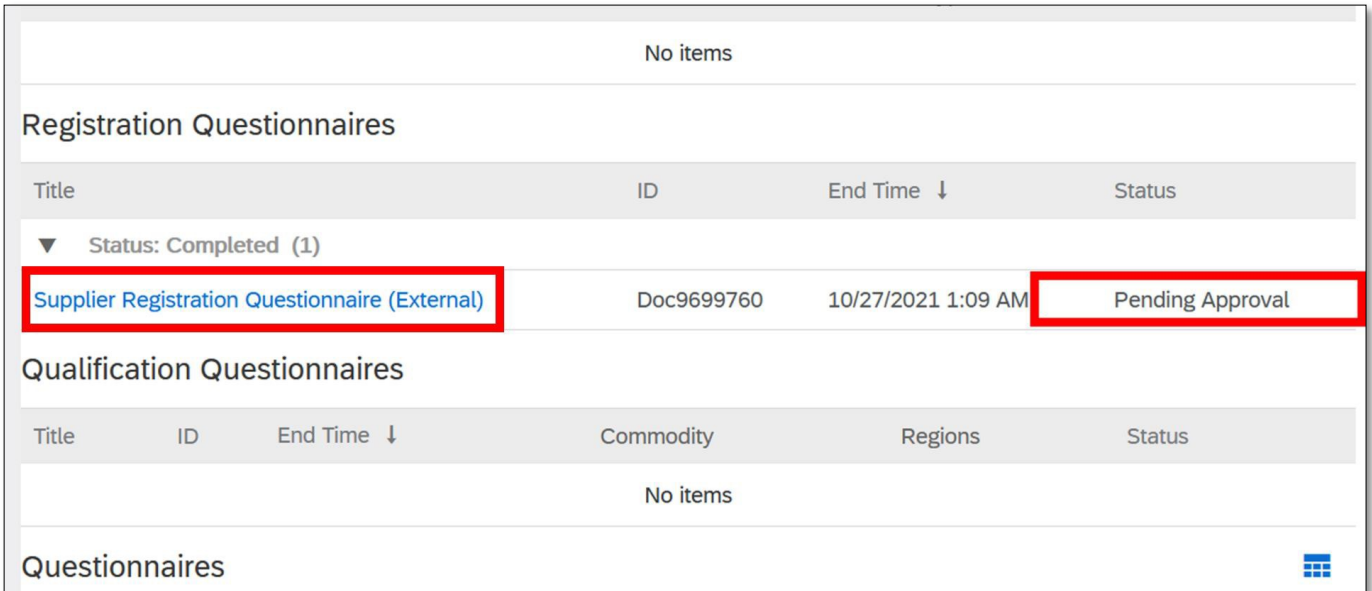 No items
Registration Questionnaires
Title ID End Time ↓ Status
▼ Status: Completed (1)
Supplier Registration Questionnaire (External) Doc9699760 10/27/2021 1:09 AM Pending Approval
Qualification Questionnaires
Title ID End Time ↓ Commodity Regions Status
No items
Questionnaires